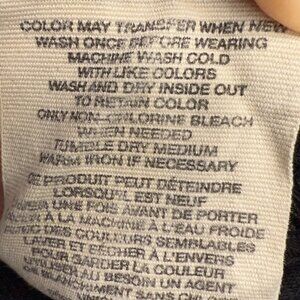 COLOR MAY TRANSFER WHEN NEW
WASH ONCE BEFORE WEARING
MACHINE WASH COLD
WITH LIKE COLORS
WASH AND DRY INSIDE OUT
TO RETAIN COLOR
ONLY NON-CHLORINE BLEACH
WHEN NEEDED
TUMBLE DRY MEDIUM
WARM IRON IF NECESSARY
CE PRODUIT PEUT DÉTEINDRE
LORSQU'IL EST NEUF
UNE FOIS AVANT DE PORTER
À LA MACHINE À L'EAU FROIDE
DES COULEURS SEMBLABLES
LAVER ET SÉCHER À L'ENVERS
POUR GARDER LA COULEUR
AU BESOIN UN AGENT
DE BLANCHIMENT SANS